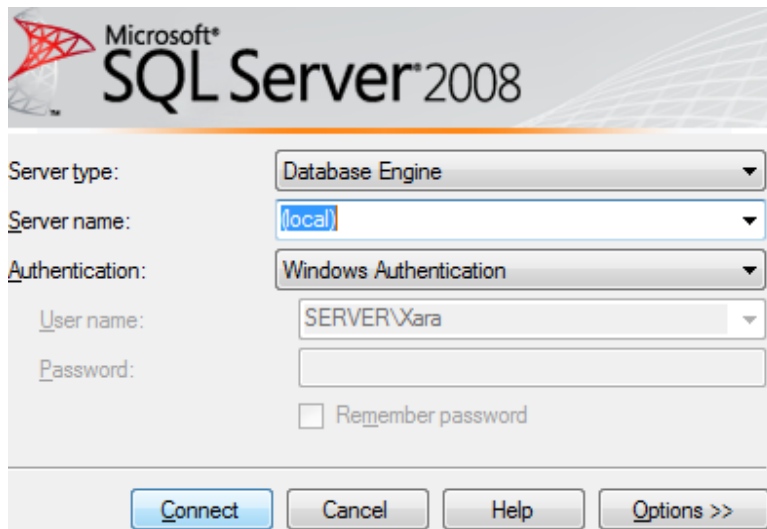 Microsoft®
SQL Server® 2008
™
Server type: Database Engine
Server name: (local)
Authentication: Windows Authentication
User name: SERVER\Xara
Password:
Remember password
Connect Cancel Help Options >>